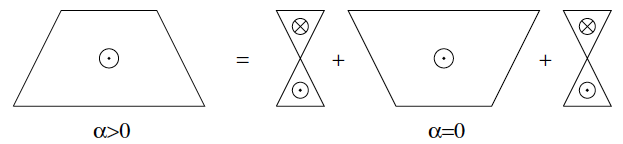 = + +
α>0 α=0